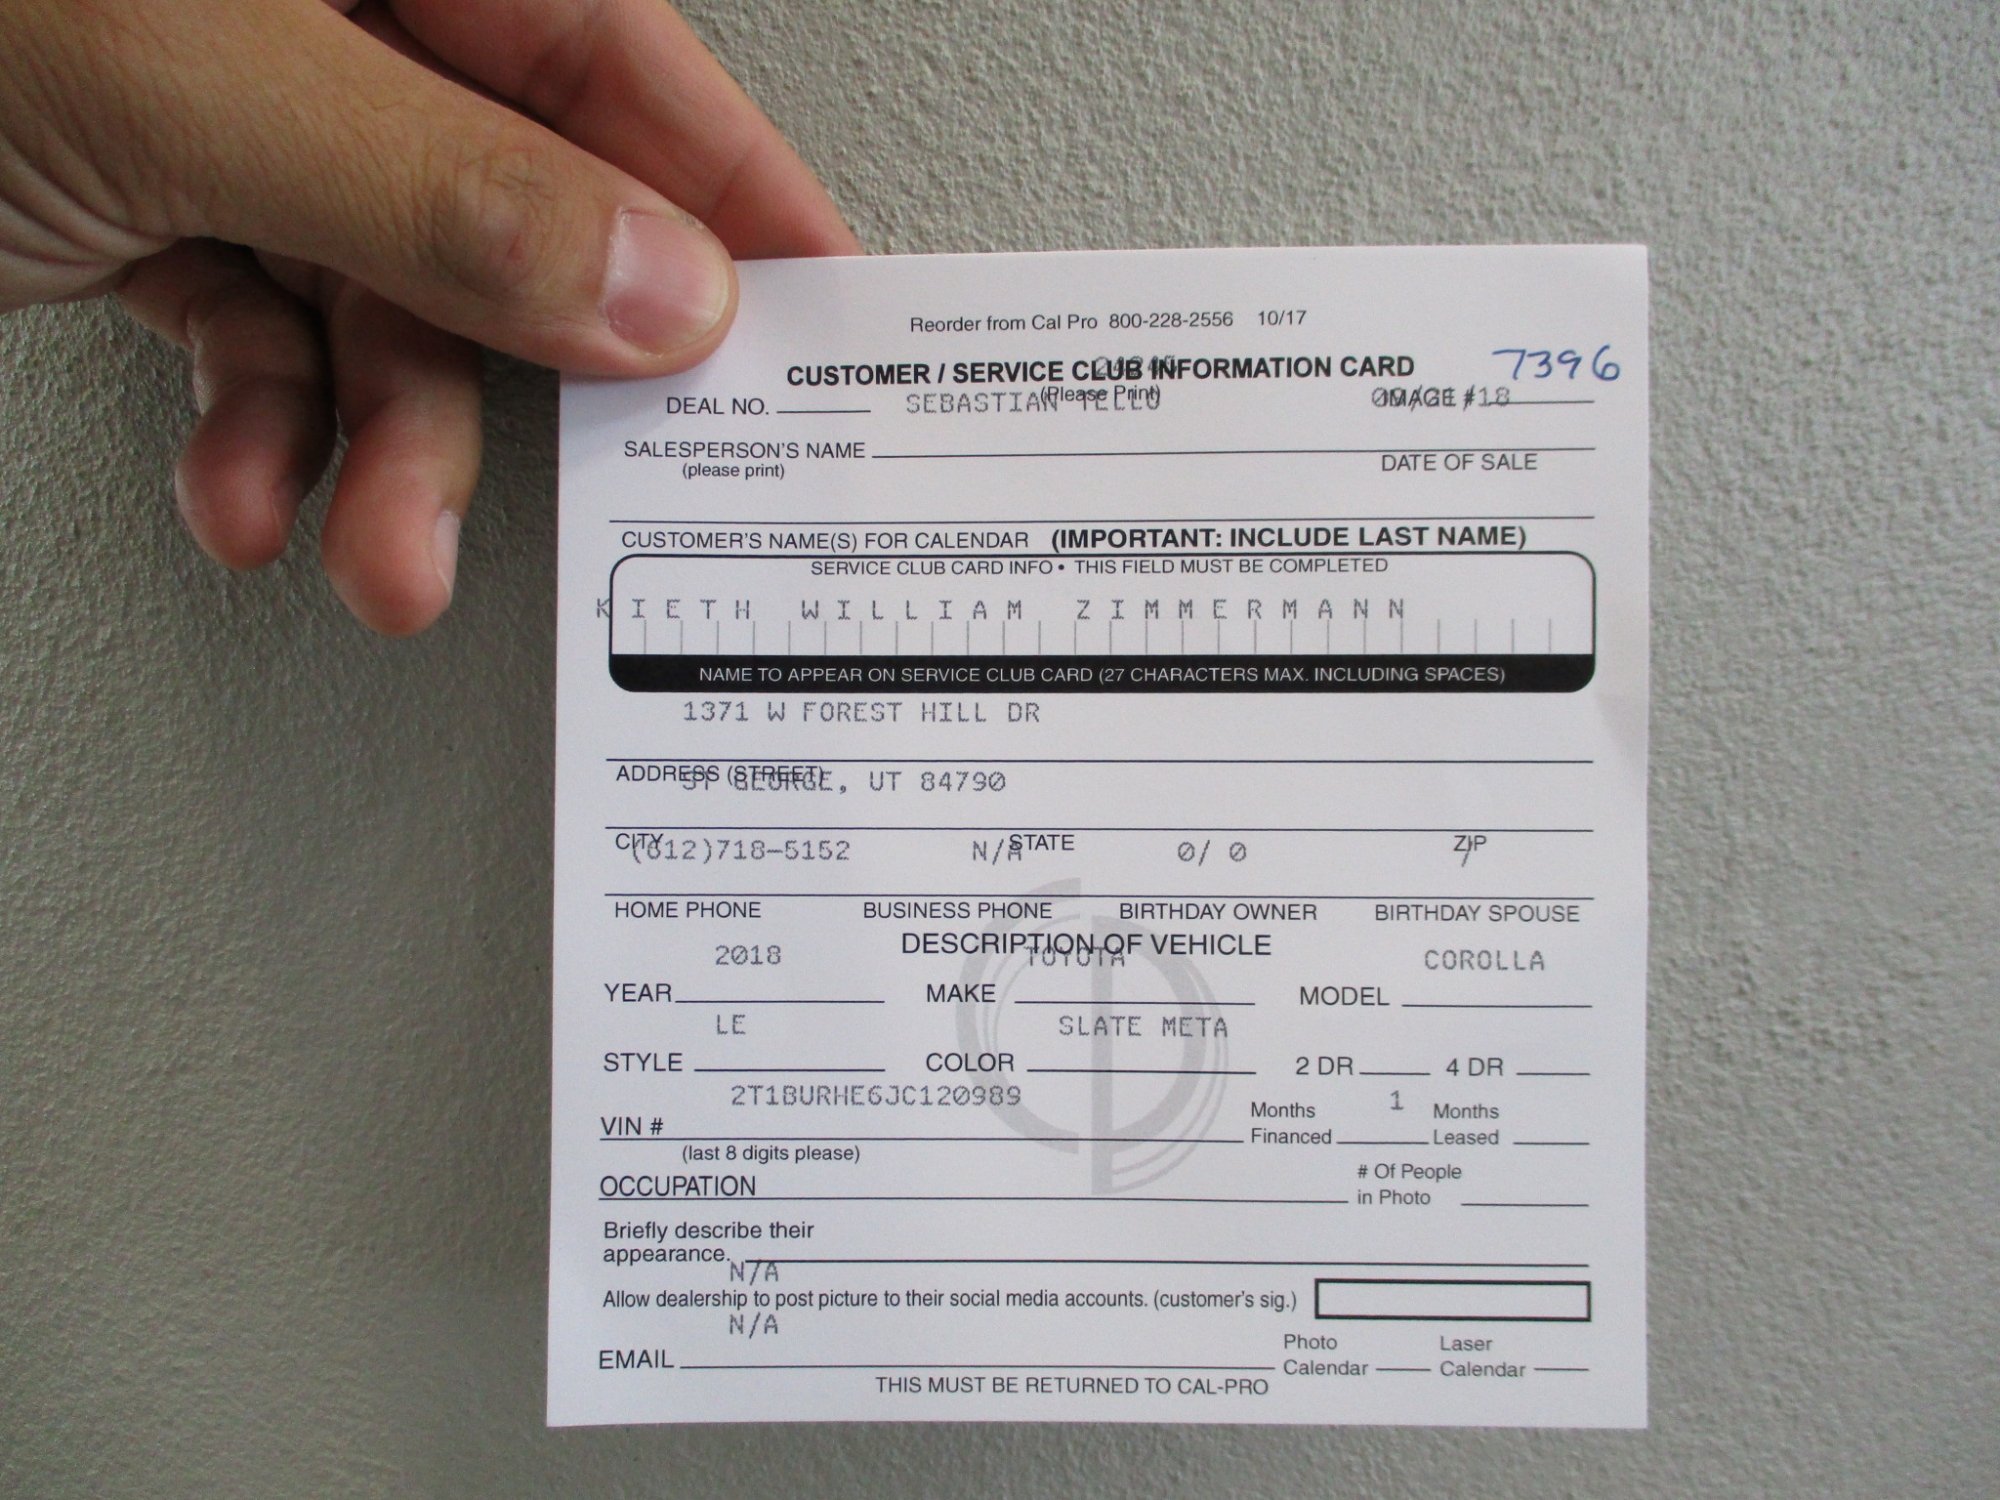 Reorder from Cal Pro 800-228-2556 10/17
CUSTOMER / SERVICE CLUB INFORMATION CARD 7396
(Please Print)
DEAL NO. SEBASTIAN TELLO IMAGE #
SALESPERSON'S NAME
(please print) DATE OF SALE
CUSTOMER'S NAME(S) FOR CALENDAR (IMPORTANT: INCLUDE LAST NAME)
SERVICE CLUB CARD INFO • THIS FIELD MUST BE COMPLETED
KIETH WILLIAM ZIMMERMANN
NAME TO APPEAR ON SERVICE CLUB CARD (27 CHARACTERS MAX. INCLUDING SPACES)
1371 W FOREST HILL DR
ADDRESS (STREET)
ST GEORGE, UT 84790
CITY STATE ZIP
(612)718-5152 N/A 0/ 0 /
HOME PHONE BUSINESS PHONE BIRTHDAY OWNER BIRTHDAY SPOUSE
DESCRIPTION OF VEHICLE
2018 TOYOTA COROLLA
YEAR MAKE MODEL
LE SLATE META
STYLE COLOR 2 DR 4 DR
2T1BURHE6JC120989 1
VIN # Months Financed Months Leased
(last 8 digits please)
OCCUPATION # Of People in Photo
Briefly describe their
appearance.
N/A
Allow dealership to post picture to their social media accounts. (customer's sig.)
N/A
EMAIL Photo Calendar Laser Calendar
THIS MUST BE RETURNED TO CAL-PRO